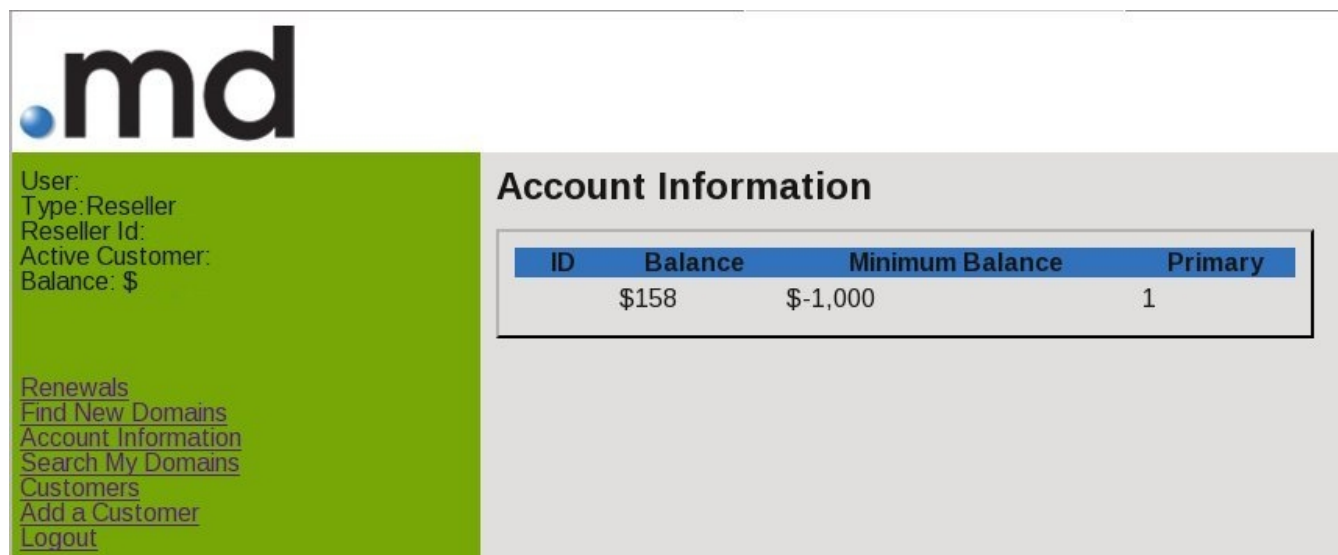 .md
User:
Type:Reseller
Reseller Id:
Active Customer:
Balance: $
Renewals
Find New Domains
Account Information
Search My Domains
Customers
Add a Customer
Logout
Account Information
ID Balance Minimum Balance Primary
$158 $-1,000 1